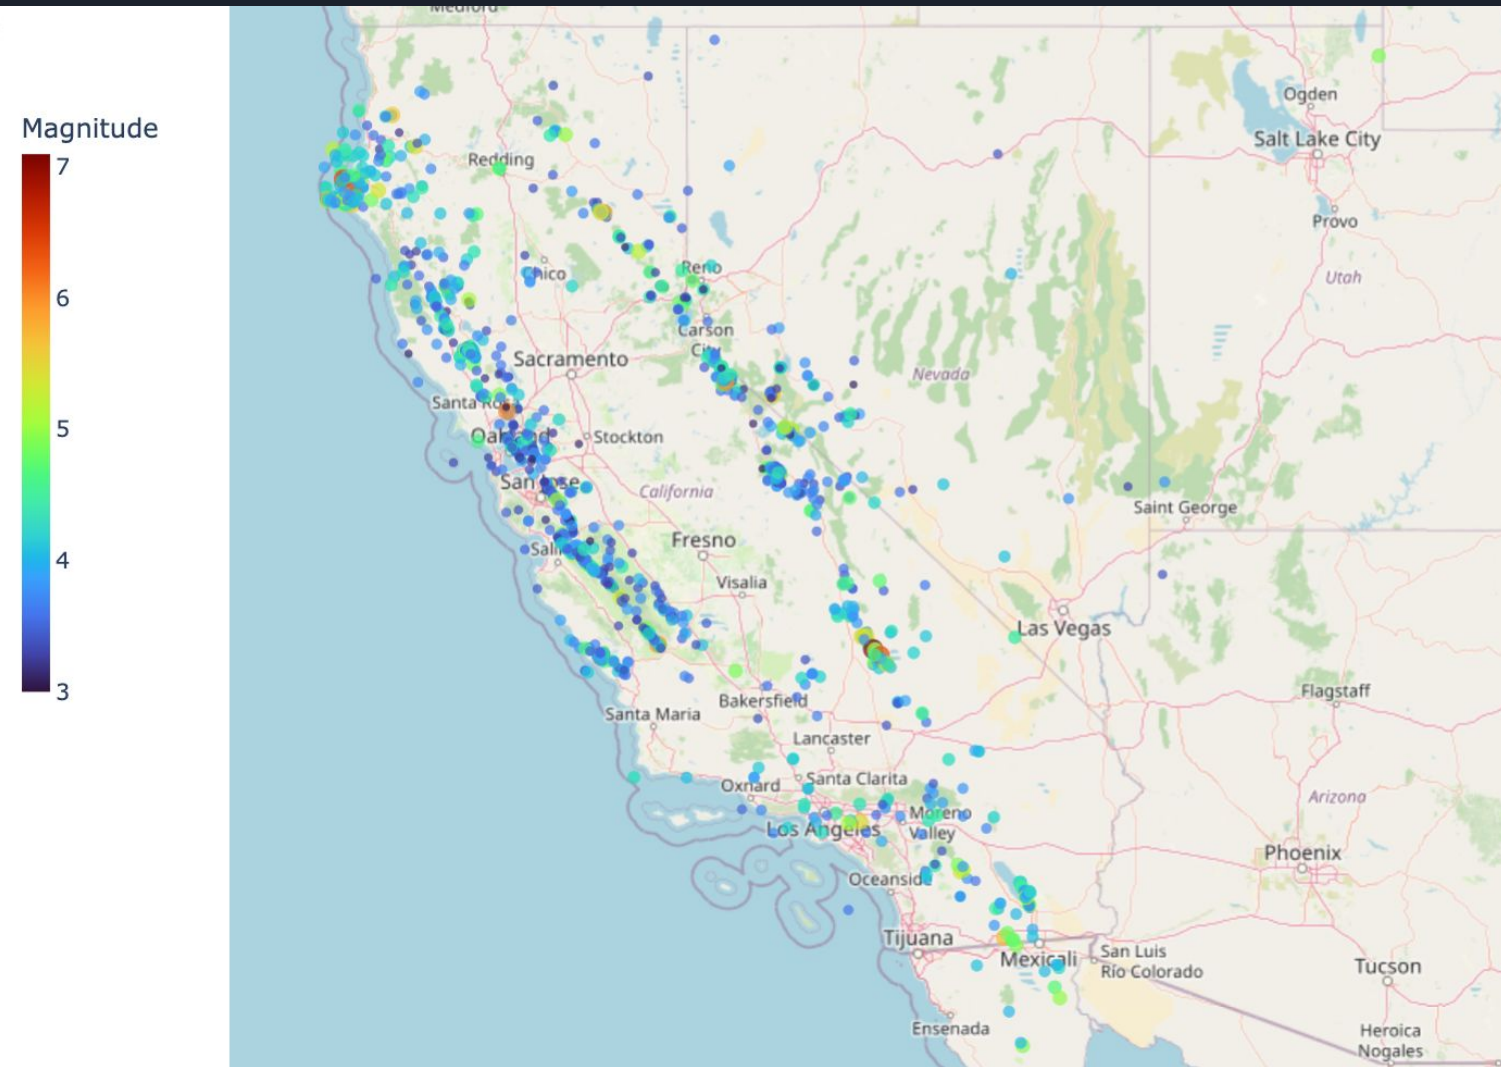 Medford
Magnitude
7
6
5
4
3
Ogden
Salt Lake City
Provo
Utah
Redding
Chico
Reno
Carson
City
Nevada
Sacramento
Santa Rosa
Oakland
Stockton
San Jose
California
Saint George
Fresno
Visalia
Las Vegas
Bakersfield
Flagstaff
Santa Maria
Lancaster
Oxnard
Santa Clarita
Arizona
Los Angeles
Moreno
Valley
Phoenix
Oceanside
Tijuana
Mexicali
San Luis
Río Colorado
Tucson
Ensenada
Heroica
Nogales